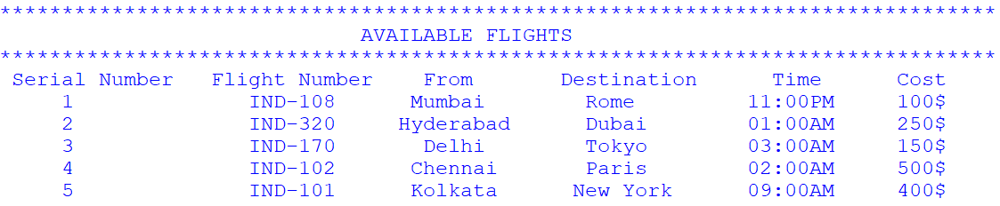 ********************************************************************************
AVAILABLE FLIGHTS
********************************************************************************
Serial Number Flight Number From Destination Time Cost
1 IND-108 Mumbai Rome 11:00PM 100$
2 IND-320 Hyderabad Dubai 01:00AM 250$
3 IND-170 Delhi Tokyo 03:00AM 150$
4 IND-102 Chennai Paris 02:00AM 500$
5 IND-101 Kolkata New York 09:00AM 400$